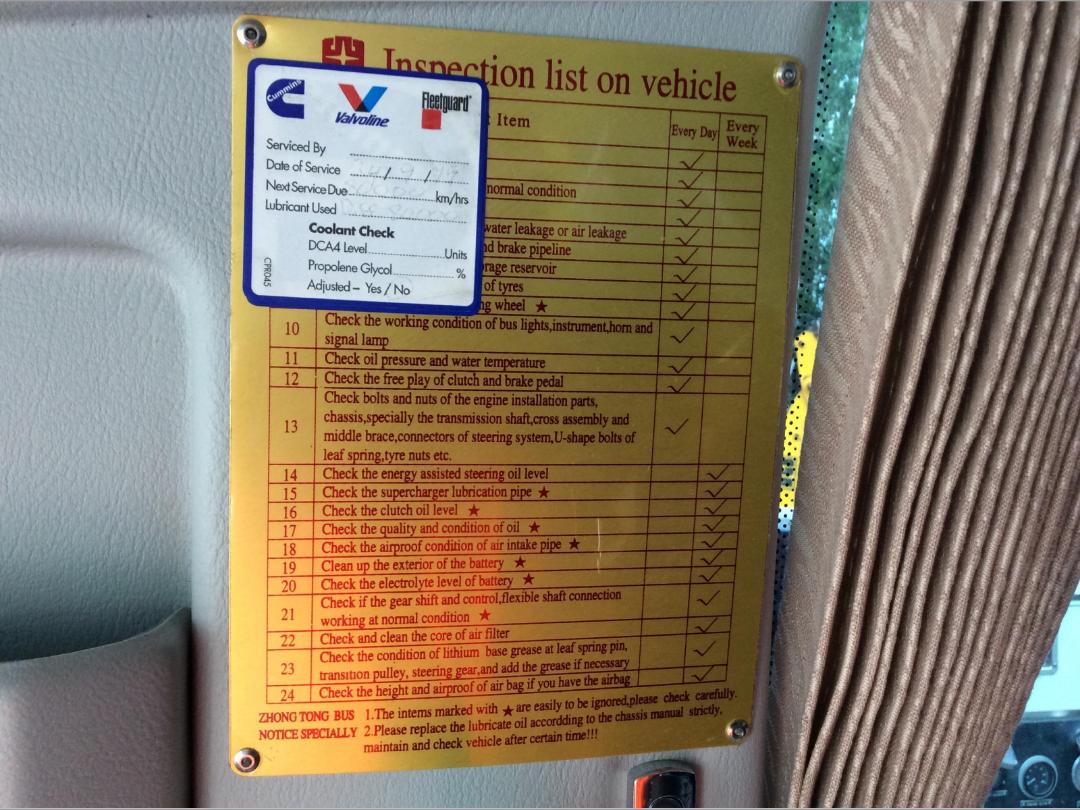 Inspection list on vehicle
Item
Every Day
Every Week
Cummins
Valvoline
Fleetguard
Serviced By
Date of Service
Next Service Due km/hrs
Lubricant Used
Coolant Check
DCA4 Level Units
Propolene Glycol %
Adjusted – Yes / No
CPR045
normal condition
water leakage or air leakage
nd brake pipeline
orage reservoir
of tyres
ng wheel ★
10 Check the working condition of bus lights,instrument,horn and
signal lamp
11 Check oil pressure and water temperature
12 Check the free play of clutch and brake pedal
13 Check bolts and nuts of the engine installation parts,
chassis,specially the transmission shaft,cross assembly and
middle brace,connectors of steering system,U-shape bolts of
leaf spring,tyre nuts etc.
14 Check the energy assisted steering oil level
15 Check the supercharger lubrication pipe ★
16 Check the clutch oil level ★
17 Check the quality and condition of oil ★
18 Check the airproof condition of air intake pipe ★
19 Clean up the exterior of the battery ★
20 Check the electrolyte level of battery ★
21 Check if the gear shift and control,flexible shaft connection
working at normal condition ★
22 Check and clean the core of air filter
23 Check the condition of lithium base grease at leaf spring pin,
transition pulley, steering gear,and add the grease if necessary
24 Check the height and airproof of air bag if you have the airbag
ZHONG TONG BUS 1.The interns marked with ★ are easily to be ignored,please check carefully.
NOTICE SPECIALLY 2.Please replace the lubricate oil accordding to the chassis manual strictly,
maintain and check vehicle after certain time!!!